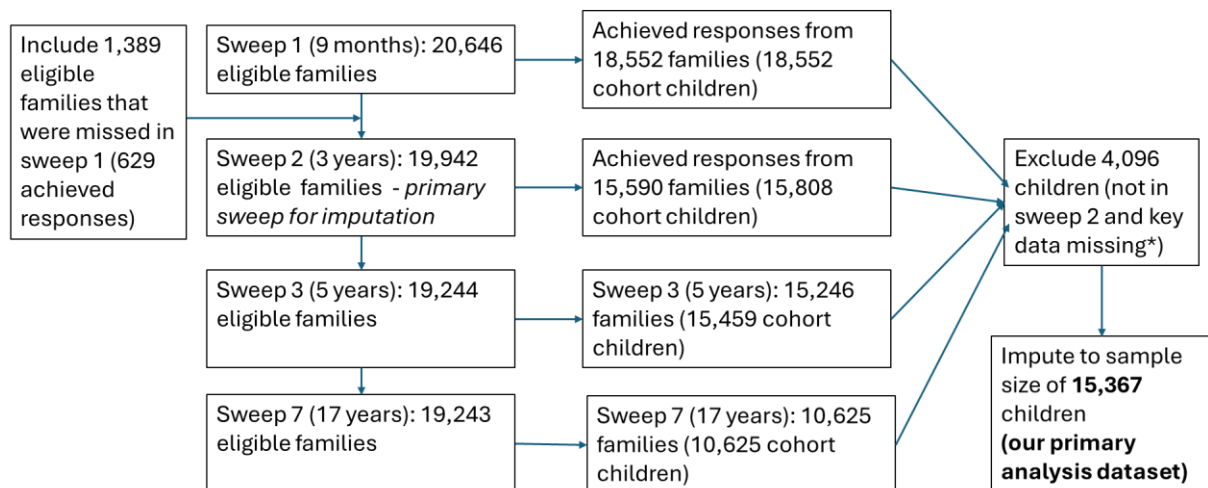 Include 1,389
eligible
families that
were missed in
sweep 1 (629
achieved
responses)
Sweep 1 (9 months): 20,646
eligible families
Achieved responses from
18,552 families (18,552
cohort children)
Sweep 2 (3 years): 19,942
eligible families - primary
sweep for imputation
Achieved responses from
15,590 families (15,808
cohort children)
Sweep 3 (5 years): 19,244
eligible families
Sweep 3 (5 years): 15,246
families (15,459 cohort
children)
Sweep 7 (17 years): 19,243
eligible families
Sweep 7 (17 years): 10,625
families (10,625 cohort
children)
Exclude 4,096
children (not in
sweep 2 and key
data missing*)
Impute to sample
size of 15,367
children
(our primary
analysis dataset)